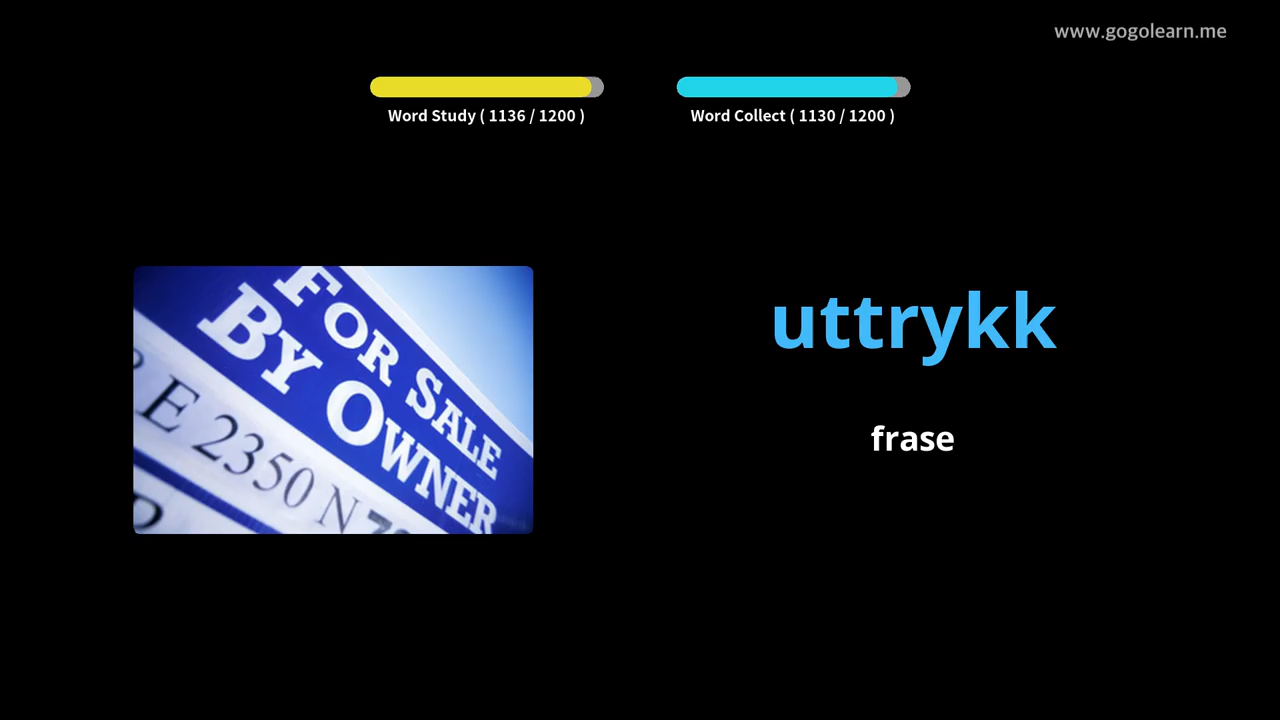 www.gogolearn.me
Word Study ( 1136 / 1200 )
Word Collect ( 1130 / 1200 )
FOR SALE
BY OWNER
E 2350 N
uttrykk
frase